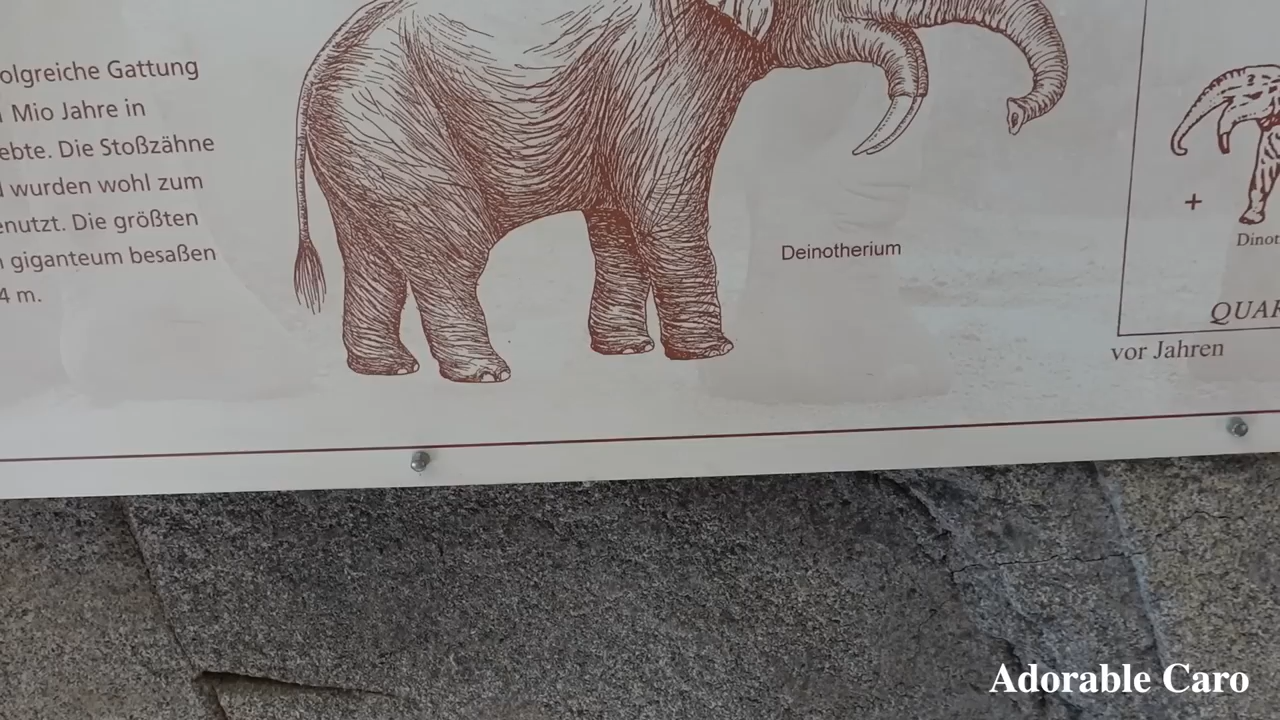 olgreiche Gattung
Mio Jahre in
ebte. Die Stoßzähne
wurden wohl zum
enutzt. Die größten
giganteum besaßen
4 m.
Deinotherium
+
Dinot
QUAR
vor Jahren
Adorable Caro